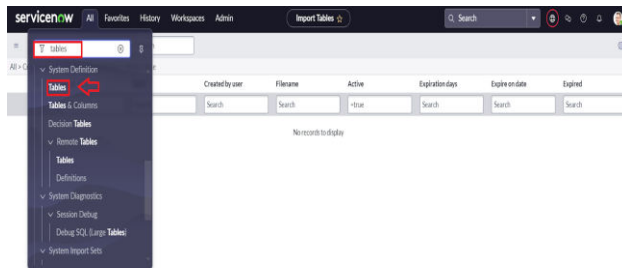 servicenow All Favorites History Workspaces Admin Import Tables Search
tables
All > C
Created by user Filename Active Expiration days Expire on date Expired
Search Search =true Search Search Search
No records to display
System Definition
Tables
Tables & Columns
Decision Tables
Remote Tables
Tables
Definitions
System Diagnostics
Session Debug
Debug SQL (Large Tables)
System Import Sets